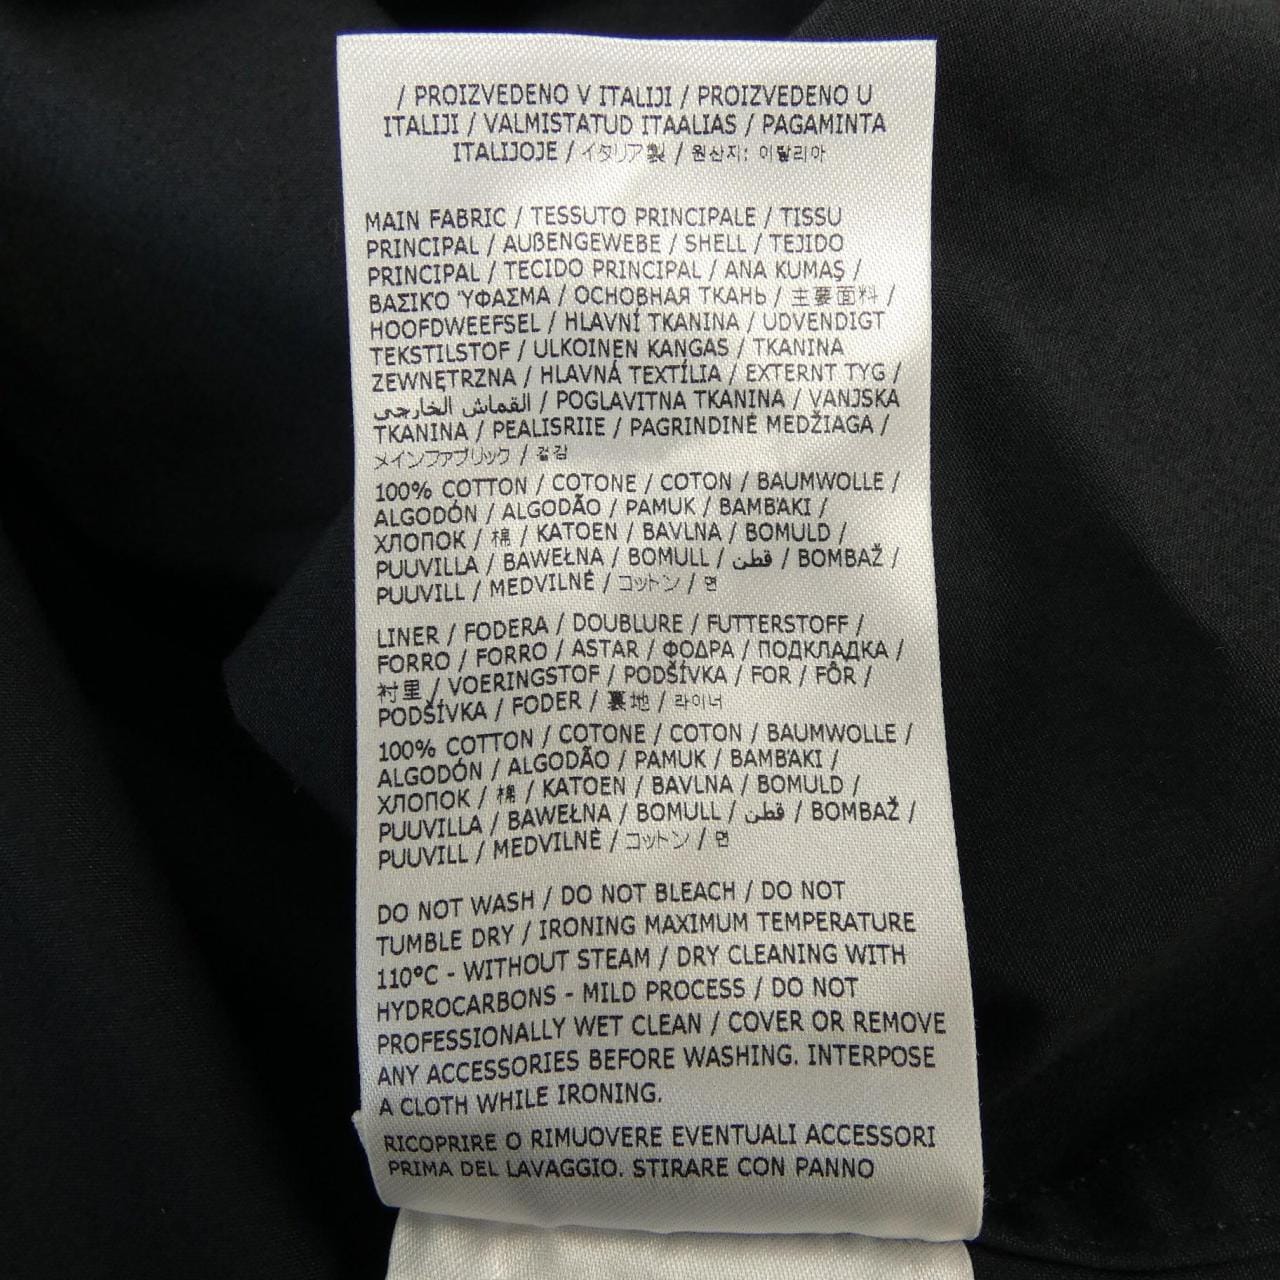 / PROIZVEDENO V ITALIJI / PROIZVEDENO U
ITALIJI / VALMISTATUD ITAALIAS / PAGAMINTA
ITALIJOJE / イタリア製 / 원산지: 이탈리아
MAIN FABRIC / TESSUTO PRINCIPALE / TISSU
PRINCIPAL / AUßENGEWEBE / SHELL / TEJIDO
PRINCIPAL / TECIDO PRINCIPAL / ANA KUMAŞ /
ΒΑΣΙΚΌ ΎΦΑΣΜΑ / ОСНОВНАЯ ТКАНЬ / 主要面料 /
HOOFDWEEFSEL / HLAVNÍ TKANINA / UDVENDIGT
TEKSTILSTOF / ULKOINEN KANGAS / TKANINA
ZEWNĘTRZNA / HLAVNÁ TEXTÍLIA / EXTERNT TYG /
القماش الخارجي / POGLAVITNA TKANINA / VANJSKA
TKANINA / PEALISRIIE / PAGRINDINĖ MEDŽIAGA /
メインファブリック / 겉감
100% COTTON / COTONE / COTON / BAUMWOLLE /
ALGODÓN / ALGODÃO / PAMUK / ΒΑΜΒΆΚΙ /
ХЛОПОК / 棉 / KATOEN / BAVLNA / BOMULD /
PUUVILLA / BAWEŁNA / BOMULL / قطن / BOMBAŽ /
PUUVILL / MEDVILNĖ / コットン / 면
LINER / FODERA / DOUBLURE / FUTTERSTOFF /
FORRO / FORRO / ASTAR / ΦΟΔΡΑ / ПОДКЛАДКА /
衬里 / VOERINGSTOF / PODŠÍVKA / FOR / FÔR /
PODŠÍVKA / FODER / 裏地 / 라이너
100% COTTON / COTONE / COTON / BAUMWOLLE /
ALGODÓN / ALGODÃO / PAMUK / ΒΑΜΒΆΚΙ /
ХЛОПОК / 棉 / KATOEN / BAVLNA / BOMULD /
PUUVILLA / BAWEŁNA / BOMULL / قطن / BOMBAŽ /
PUUVILL / MEDVILNĖ / コットン / 면
DO NOT WASH / DO NOT BLEACH / DO NOT
TUMBLE DRY / IRONING MAXIMUM TEMPERATURE
110°C - WITHOUT STEAM / DRY CLEANING WITH
HYDROCARBONS - MILD PROCESS / DO NOT
PROFESSIONALLY WET CLEAN / COVER OR REMOVE
ANY ACCESSORIES BEFORE WASHING. INTERPOSE
A CLOTH WHILE IRONING.
RICOPRIRE O RIMUOVERE EVENTUALI ACCESSORI
PRIMA DEL LAVAGGIO. STIRARE CON PANNO